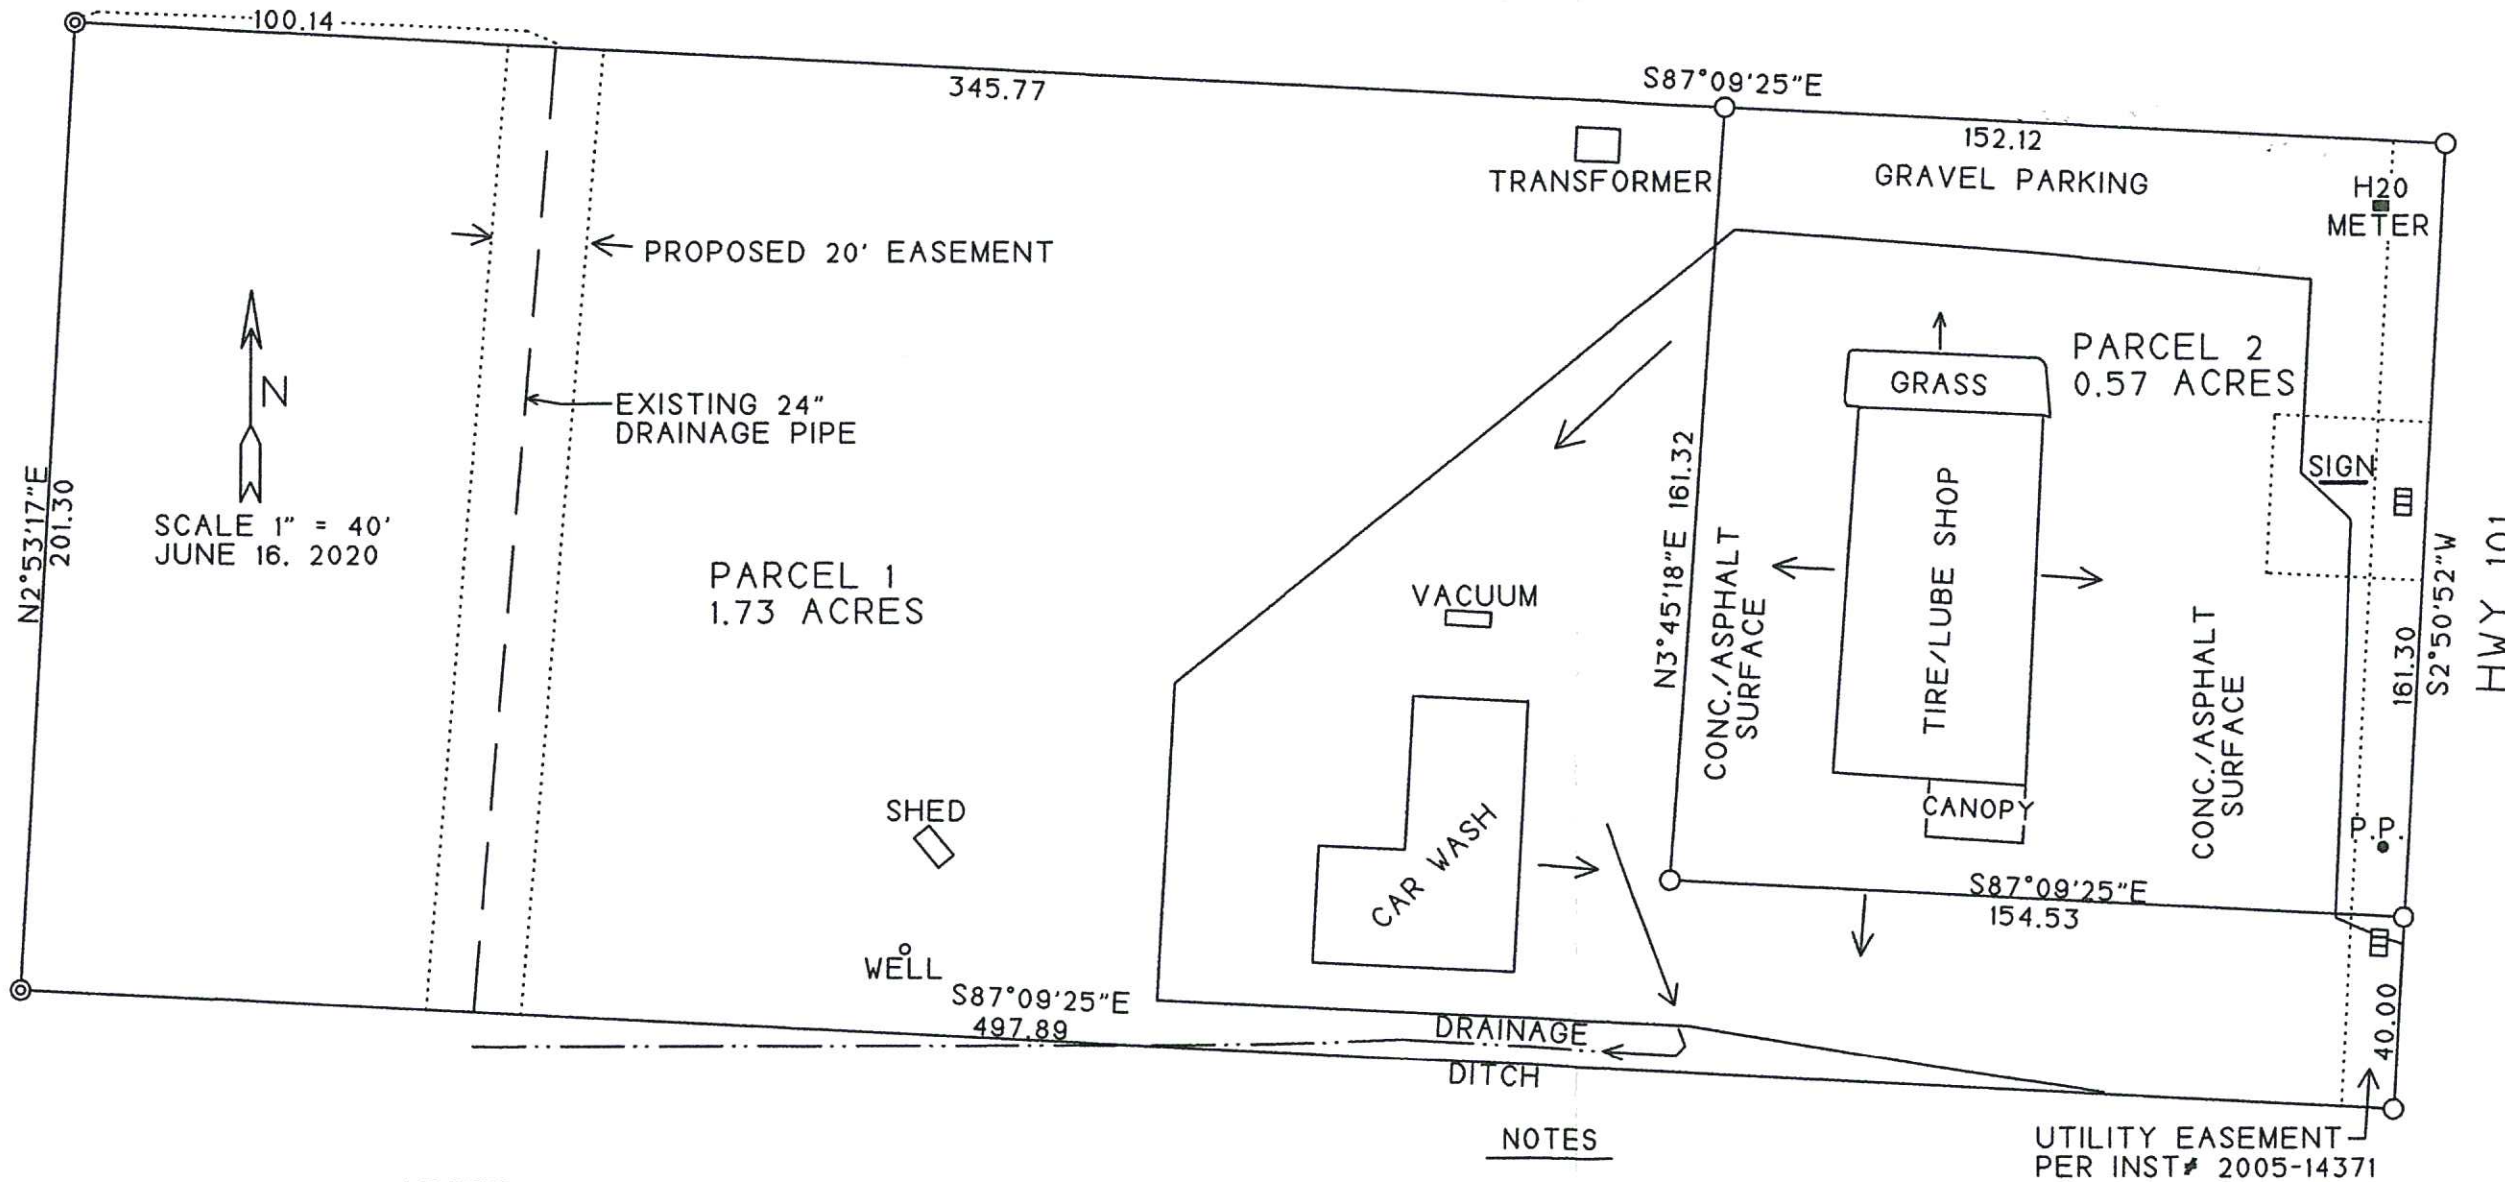 100.14
345.77
S87°09'25"E
152.12
GRAVEL PARKING
TRANSFORMER
H20
METER
PROPOSED 20' EASEMENT
N
EXISTING 24"
DRAINAGE PIPE
PARCEL 2
0.57 ACRES
GRASS
SIGN
N2°53'17"E
201.30
SCALE 1" = 40'
JUNE 16, 2020
PARCEL 1
1.73 ACRES
VACUUM
N3°45'18"E 161.32
CONC./ASPHALT
SURFACE
TIRE/LUBE SHOP
CANOPY
CONC./ASPHALT
SURFACE
161.30
S2°50'52"W
HWY 101
P.P.
SHED
CAR WASH
WELL
S87°09'25"E
154.53
S87°09'25"E
497.89
DRAINAGE
DITCH
40.00
NOTES
UTILITY EASEMENT
PER INST# 2005-14371